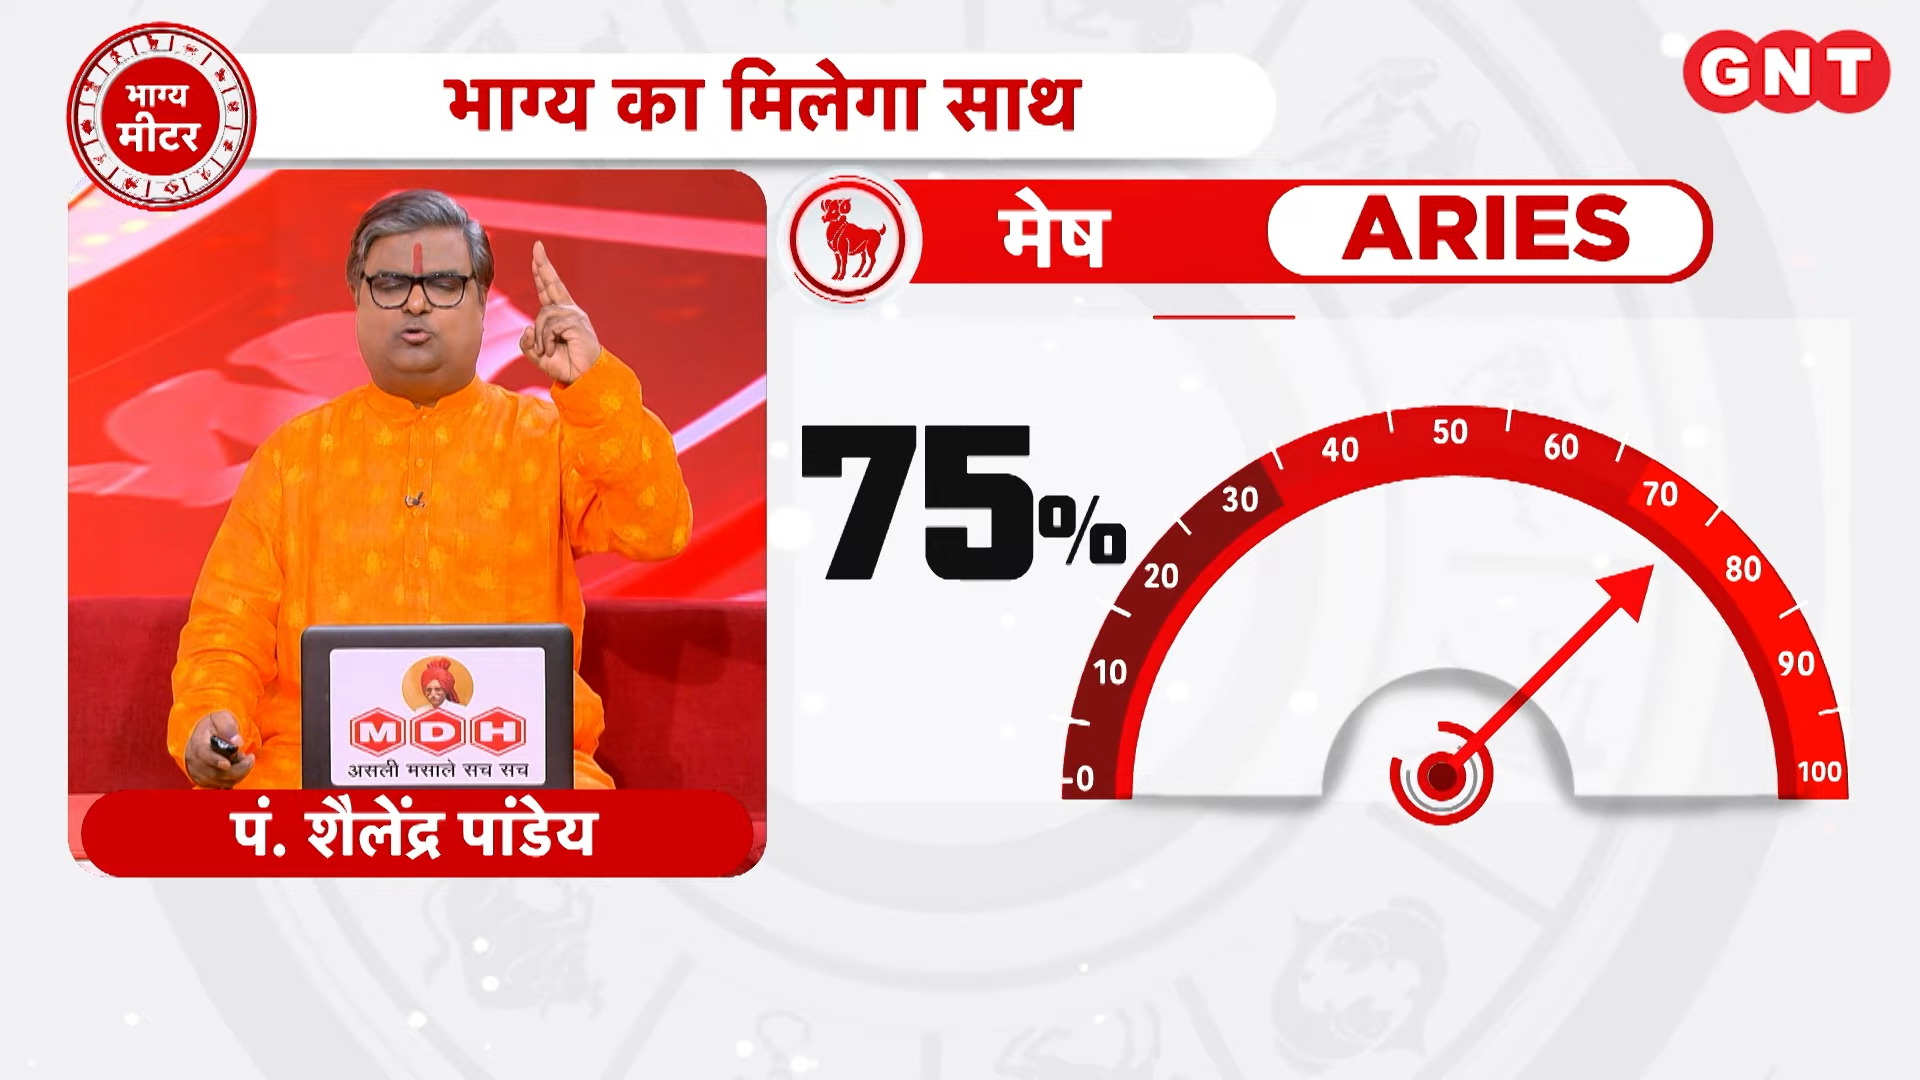 भाग्य
मीटर
भाग्य का मिलेगा साथ
GNT
मेष
ARIES
75%
0
10
20
30
40
50
60
70
80
90
100
MDH
असली मसाले सच सच
पं. शैलेंद्र पांडेय